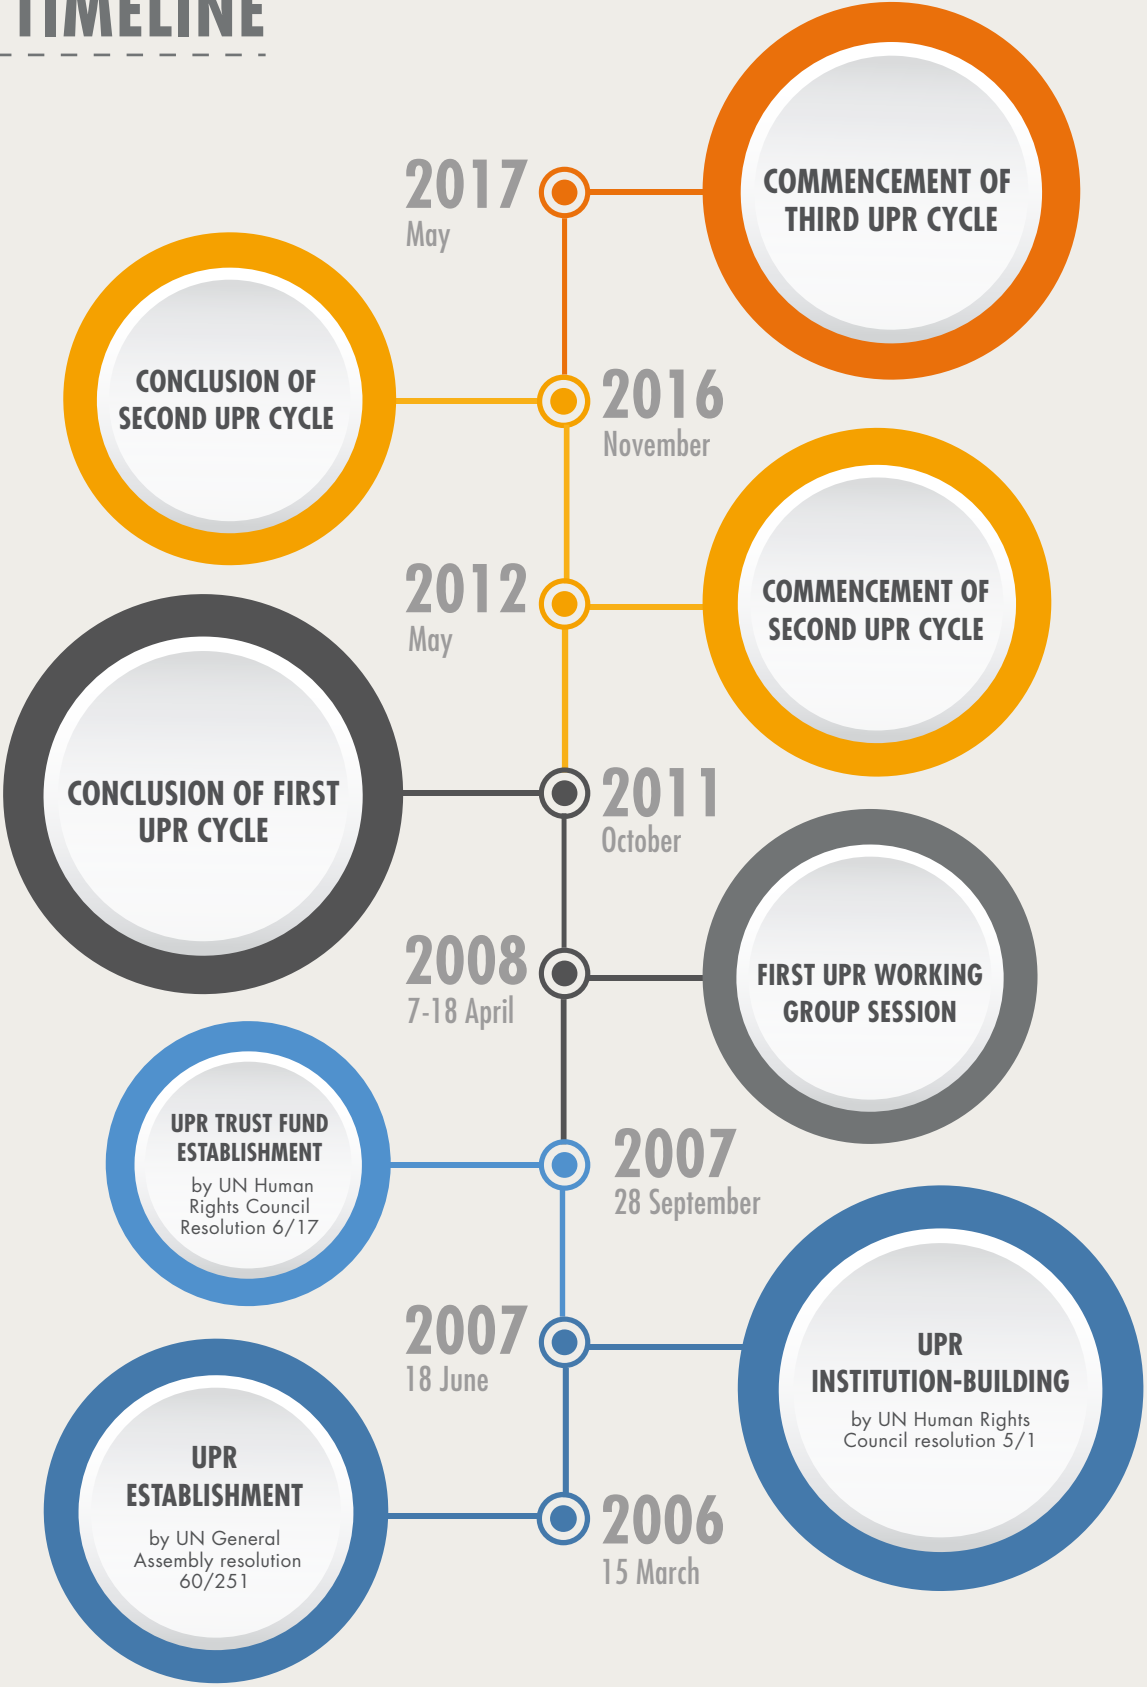 TIMELINE
2017
May
COMMENCEMENT OF
THIRD UPR CYCLE
CONCLUSION OF
SECOND UPR CYCLE
2016
November
2012
May
COMMENCEMENT OF
SECOND UPR CYCLE
CONCLUSION OF FIRST
UPR CYCLE
2011
October
2008
7-18 April
FIRST UPR WORKING
GROUP SESSION
UPR TRUST FUND
ESTABLISHMENT
by UN Human
Rights Council
Resolution 6/17
2007
28 September
2007
18 June
UPR
INSTITUTION-BUILDING
by UN Human Rights
Council resolution 5/1
UPR
ESTABLISHMENT
by UN General
Assembly resolution
60/251
2006
15 March